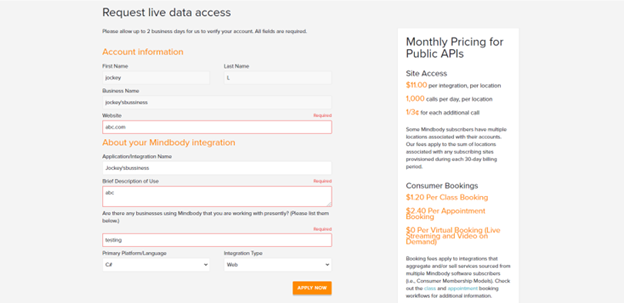 Request live data access
Please allow up to 2 business days for us to verify your account. All fields are required.
Account information
First Name
Last Name
jockey
L
Business Name
jockey'sbussiness
Website
Required
abc.com
About your Mindbody integration
Application/Integration Name
Jockey'sbussiness
Brief Description of Use
Required
abc
Are there any businesses using Mindbody that you are working with presently? (Please list them
below.)
Required
testing
Primary Platform/Language
Integration Type
C#
Web
APPLY NOW
Monthly Pricing for
Public APIs
Site Access
$11.00 per integration, per location
1,000 calls per day, per location
1/3¢ for each additional call
Some Mindbody subscribers have multiple
locations associated with their accounts.
Our fees apply to the sum of locations
associated with any subscribing sites
provisioned during each 30-day billing
period.
Consumer Bookings
$1.20 Per Class Booking
$2.40 Per Appointment
Booking
$0 Per Virtual Booking (Live
Streaming and Video on
Demand)
Booking fees apply to integrations that
aggregate and/or sell services sourced from
multiple Mindbody software subscribers
(i.e., Consumer Membership Models). Check
out the class and appointment booking
workflows for additional information.